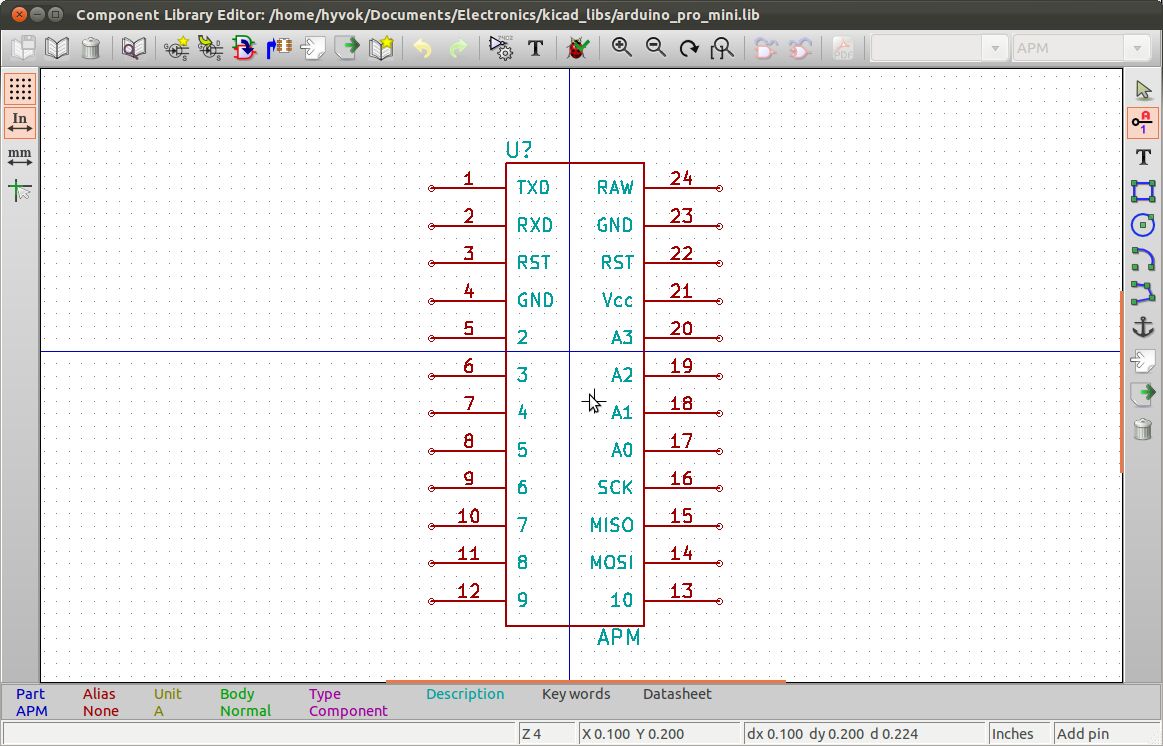 Component Library Editor: /home/hyvok/Documents/Electronics/kicad_libs/arduino_pro_mini.lib
T
APM
In
mm
T
U?
1 TXD RAW 24
2 RXD GND 23
3 RST RST 22
4 GND Vcc 21
5 2 A3 20
6 3 A2 19
7 4 A1 18
8 5 A0 17
9 6 SCK 16
10 7 MISO 15
11 8 MOSI 14
12 9 10 13
APM
Part Alias Unit Body Type Description Key words Datasheet
APM None A Normal Component
Z 4 X 0.100 Y 0.200 dx 0.100 dy 0.200 d 0.224 Inches Add pin